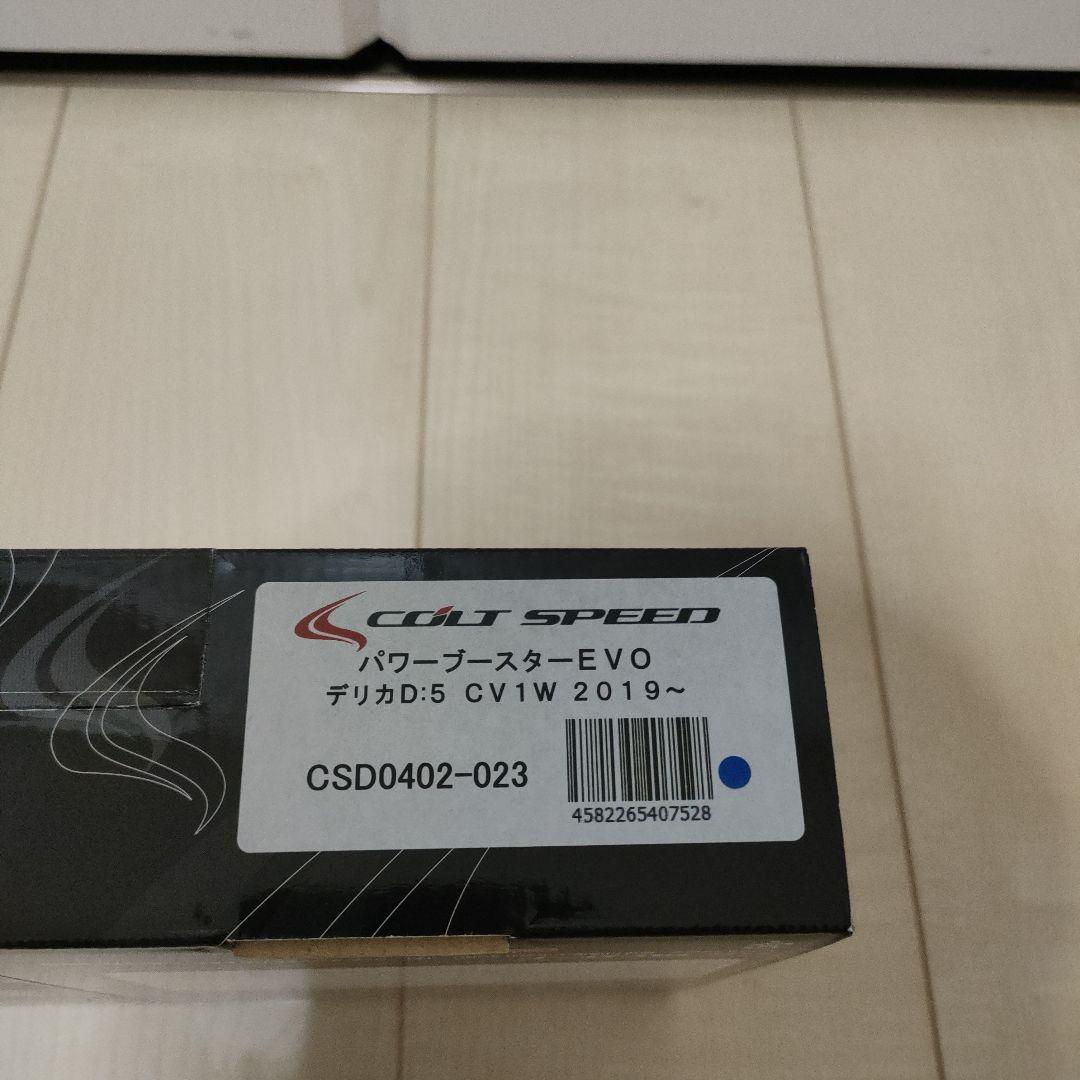 COLT SPEED
パワーブースターEVO
デリカD:5 CV1W 2019~
CSD0402-023
4582265407528